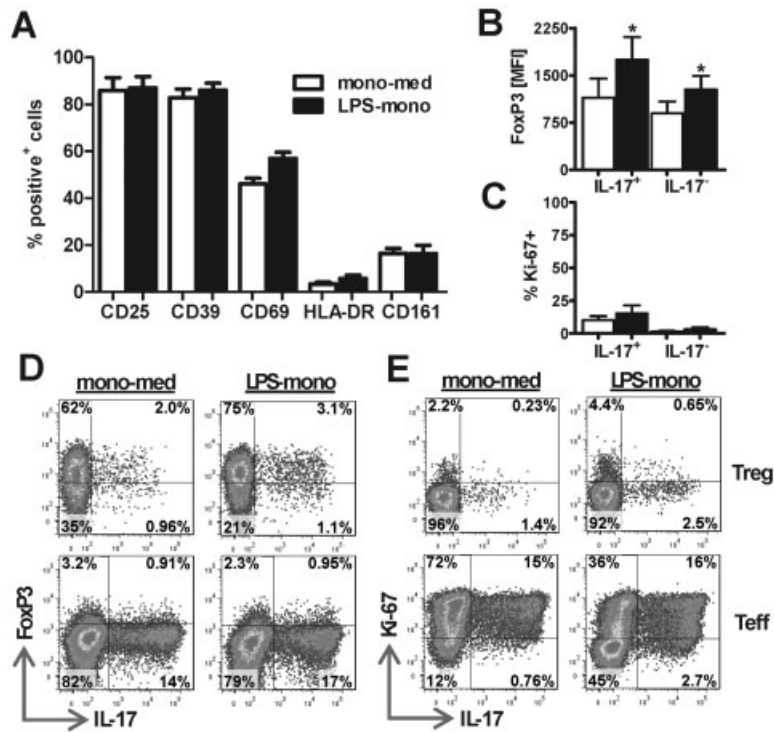 A
% positive⁺ cells
100
80
60
40
20
0
mono-med
LPS-mono
CD25 CD39 CD69 HLA-DR CD161
B
FoxP3 [MFI]
2250
1500
750
0
* *
IL-17⁺ IL-17⁻
C
% Ki-67+
100
75
50
25
0
IL-17⁺ IL-17⁻
D
mono-med LPS-mono
62% 2.0% 75% 3.1%
35% 0.96% 21% 1.1%
3.2% 0.91% 2.3% 0.95%
82% 14% 79% 17%
FoxP3
IL-17
E
mono-med LPS-mono
2.2% 0.23% 4.4% 0.65%
Treg
96% 1.4% 92% 2.5%
72% 15% 36% 16%
Teff
12% 0.76% 45% 2.7%
Ki-67
IL-17